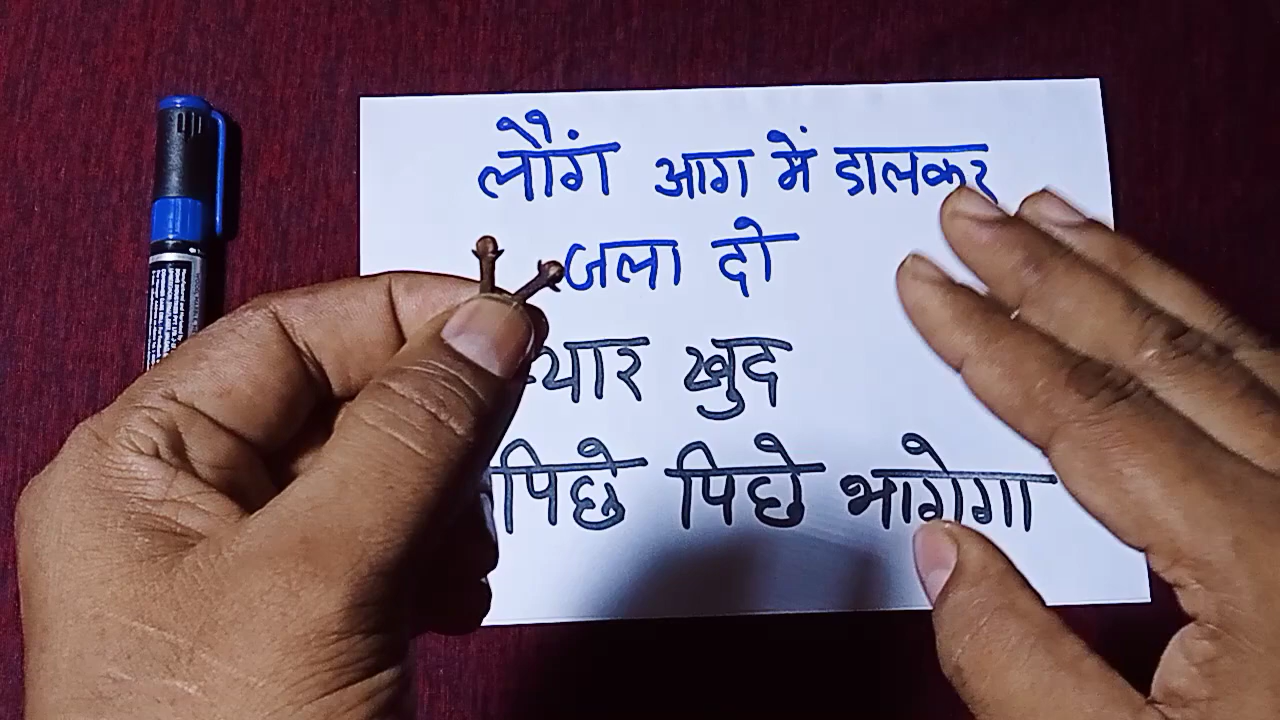 लौंग आग में डालकर
जला दो
प्यार खुद
पिछे पिछे भागेगा